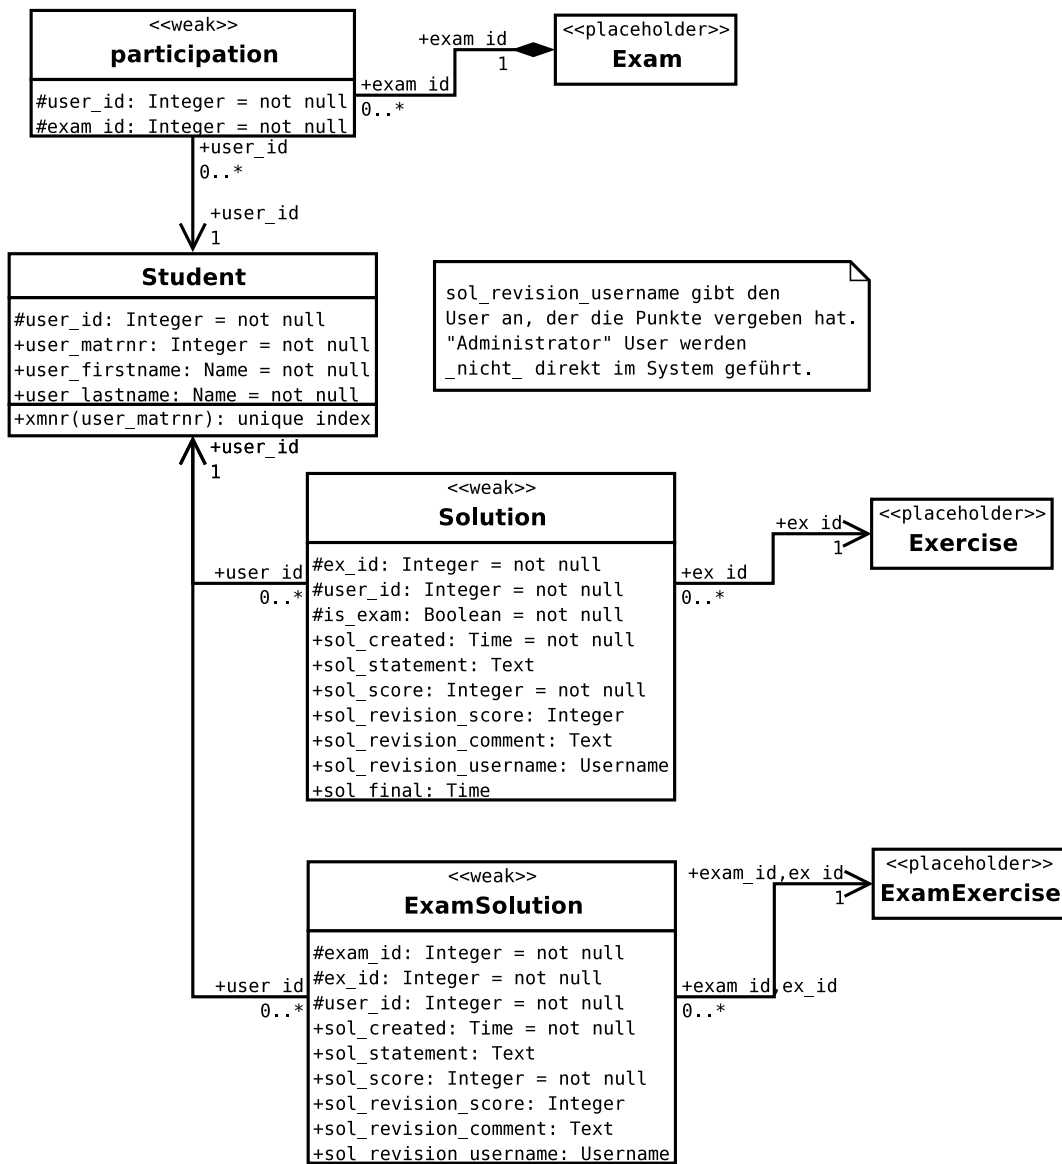 <<weak>>
participation
#user_id: Integer = not null
#exam_id: Integer = not null
+exam_id
1
+exam_id
0..*
<<placeholder>>
Exam
+user_id
0..*
+user_id
1
Student
#user_id: Integer = not null
+user_matrnr: Integer = not null
+user_firstname: Name = not null
+user_lastname: Name = not null
+xmnr(user_matrnr): unique index
sol_revision_username gibt den
User an, der die Punkte vergeben hat.
"Administrator" User werden
_nicht_ direkt im System geführt.
+user_id
1
<<weak>>
Solution
#ex_id: Integer = not null
#user_id: Integer = not null
#is_exam: Boolean = not null
+sol_created: Time = not null
+sol_statement: Text
+sol_score: Integer = not null
+sol_revision_score: Integer
+sol_revision_comment: Text
+sol_revision_username: Username
+sol_final: Time
+user_id
0..*
+ex_id
0..*
+ex_id
1
<<placeholder>>
Exercise
<<weak>>
ExamSolution
#exam_id: Integer = not null
#ex_id: Integer = not null
#user_id: Integer = not null
+sol_created: Time = not null
+sol_statement: Text
+sol_score: Integer = not null
+sol_revision_score: Integer
+sol_revision_comment: Text
+sol_revision_username: Username
+user_id
0..*
+exam_id,ex_id
0..*
+exam_id,ex_id
1
<<placeholder>>
ExamExercise